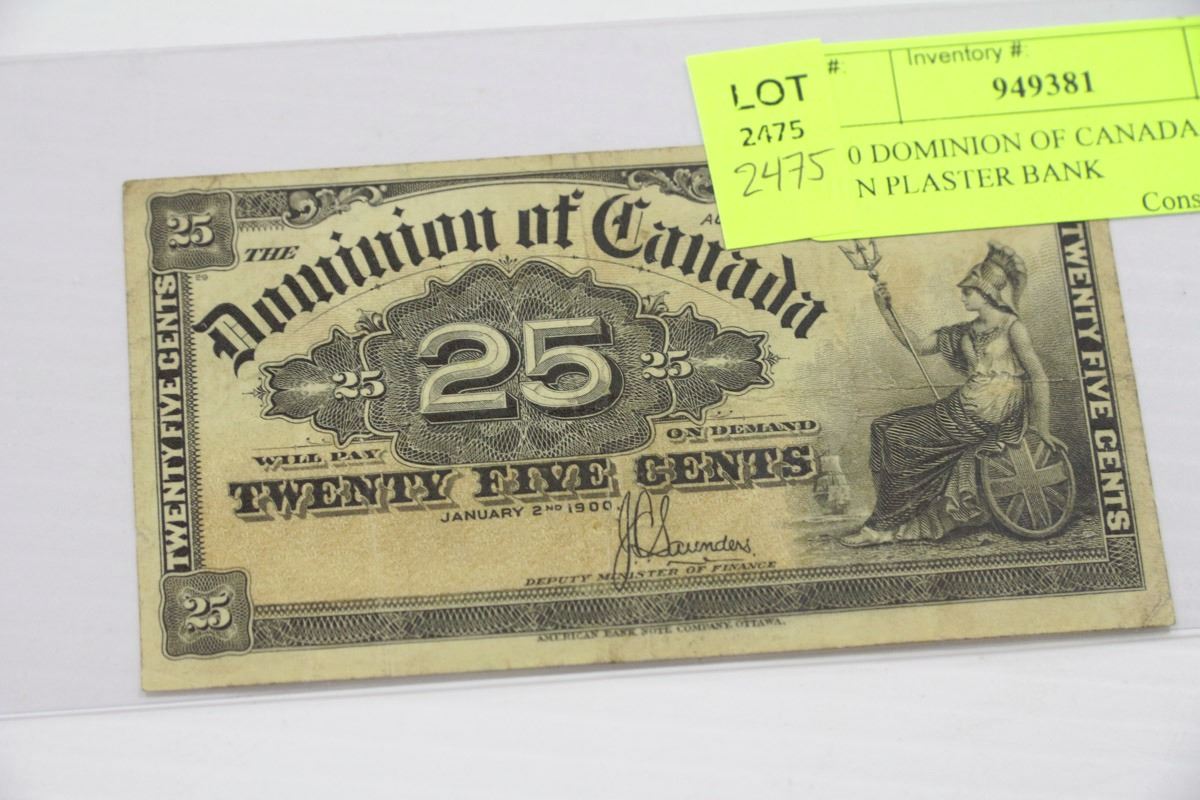 LOT
2475
2475
#:
Inventory #:
949381
0 DOMINION OF CANADA
N PLASTER BANK
Cons
25
THE
Dominion of Canada
29
25
25
25
WILL PAY
ON DEMAND
TWENTY FIVE CENTS
JANUARY 2ND 1900.
J C Saunders.
DEPUTY MINISTER OF FINANCE
25
AMERICAN BANK NOTE COMPANY, OTTAWA.
TWENTY FIVE CENTS
TWENTY FIVE CENTS